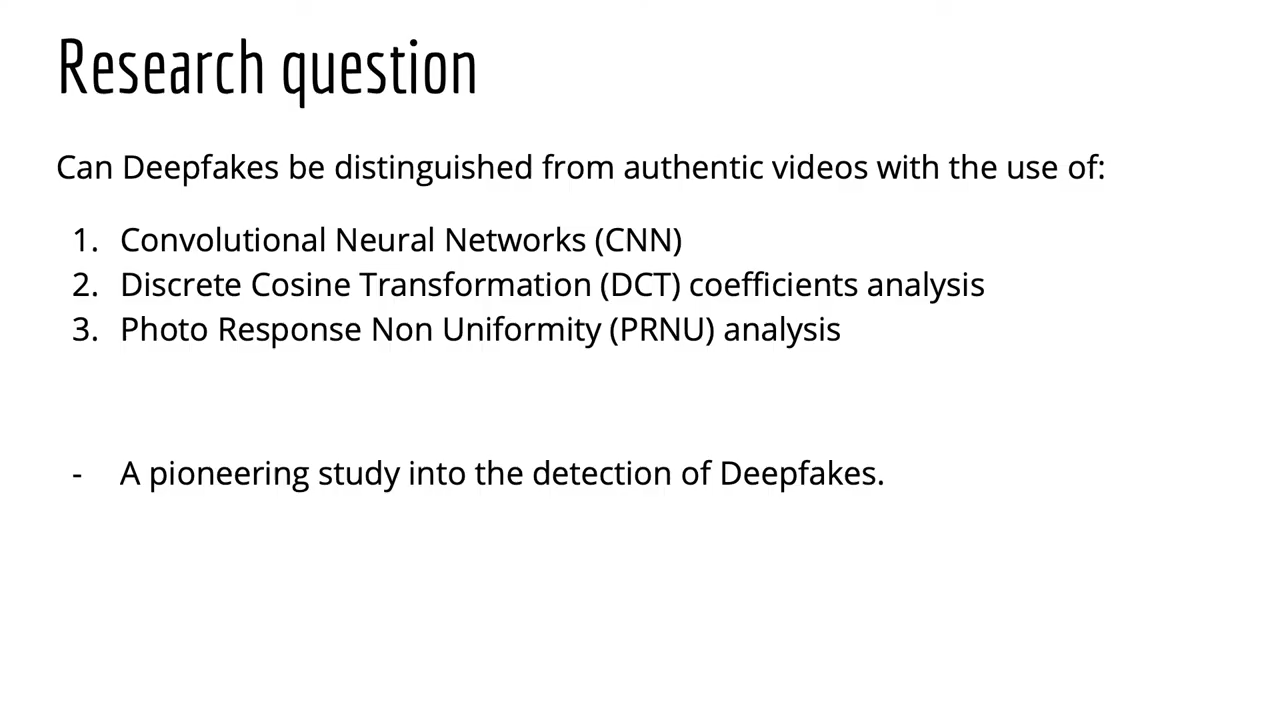 Research question
Can Deepfakes be distinguished from authentic videos with the use of:
1. Convolutional Neural Networks (CNN)
2. Discrete Cosine Transformation (DCT) coefficients analysis
3. Photo Response Non Uniformity (PRNU) analysis
- A pioneering study into the detection of Deepfakes.